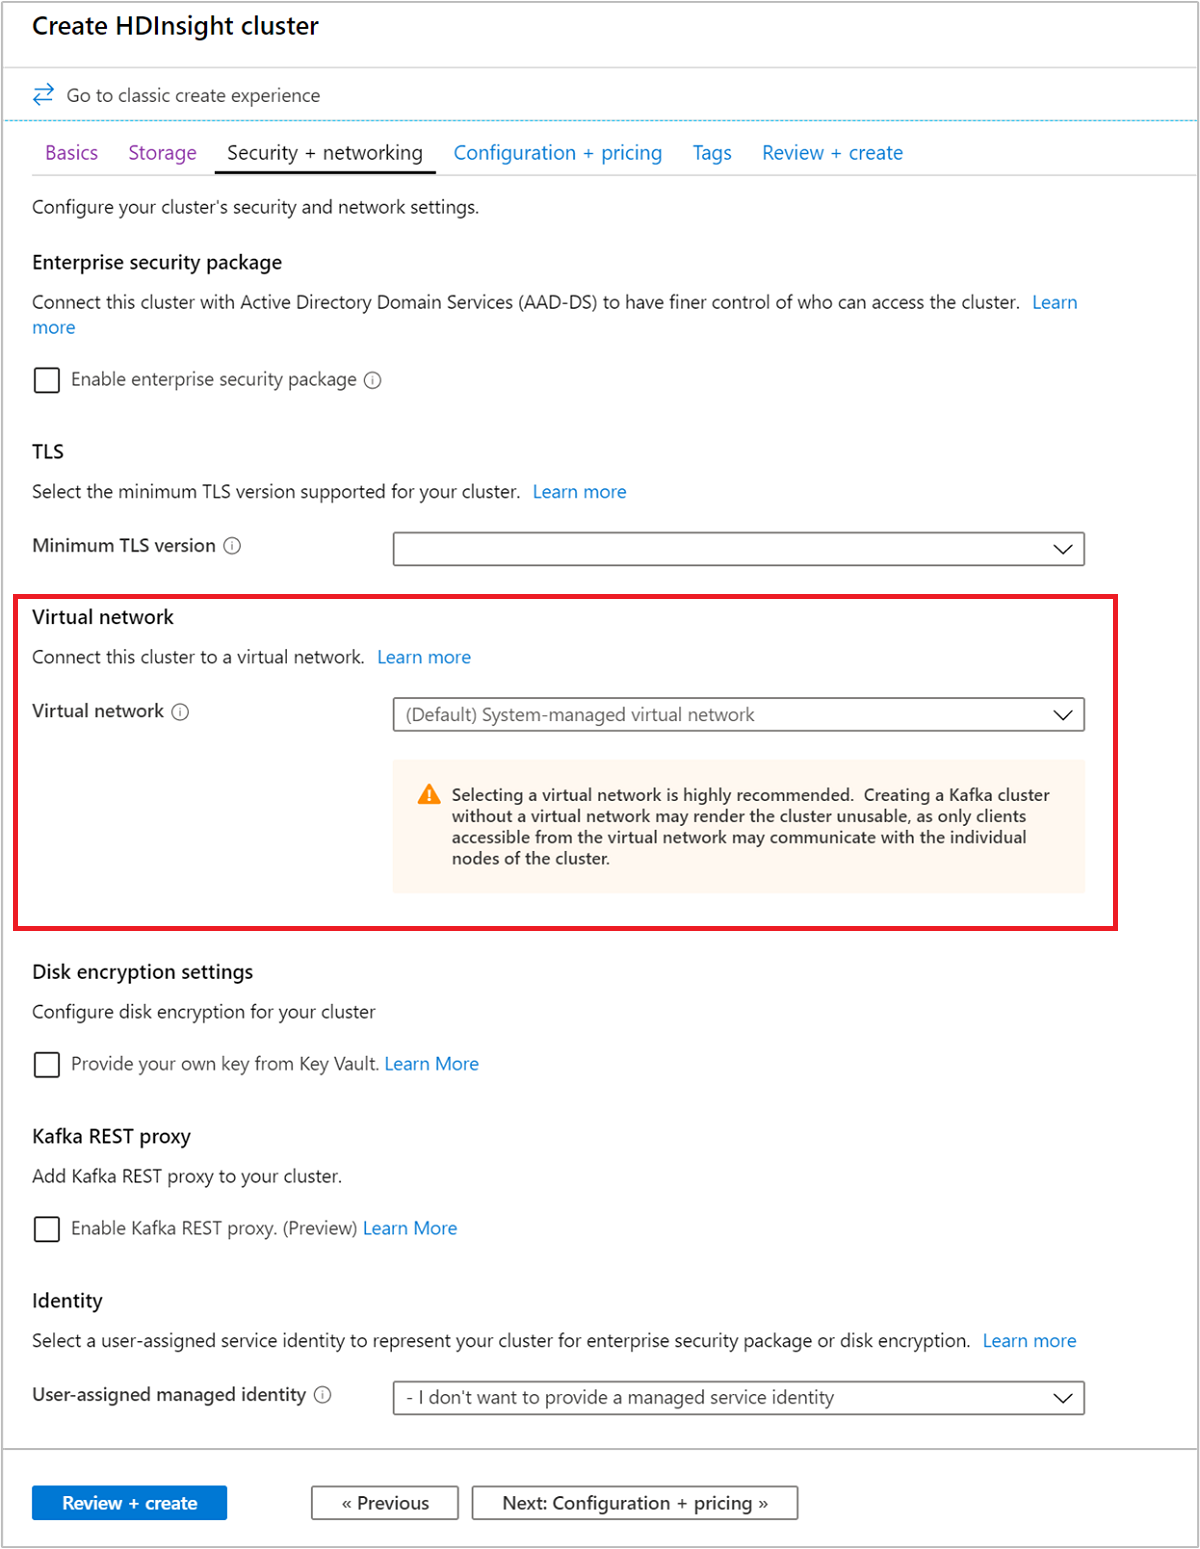 Create HDInsight cluster
Go to classic create experience
Basics Storage Security + networking Configuration + pricing Tags Review + create
Configure your cluster's security and network settings.
Enterprise security package
Connect this cluster with Active Directory Domain Services (AAD-DS) to have finer control of who can access the cluster. Learn
more
Enable enterprise security package
TLS
Select the minimum TLS version supported for your cluster. Learn more
Minimum TLS version
Virtual network
Connect this cluster to a virtual network. Learn more
Virtual network (Default) System-managed virtual network
Selecting a virtual network is highly recommended. Creating a Kafka cluster
without a virtual network may render the cluster unusable, as only clients
accessible from the virtual network may communicate with the individual
nodes of the cluster.
Disk encryption settings
Configure disk encryption for your cluster
Provide your own key from Key Vault. Learn More
Kafka REST proxy
Add Kafka REST proxy to your cluster.
Enable Kafka REST proxy. (Preview) Learn More
Identity
Select a user-assigned service identity to represent your cluster for enterprise security package or disk encryption. Learn more
User-assigned managed identity - I don't want to provide a managed service identity
Review + create « Previous Next: Configuration + pricing »